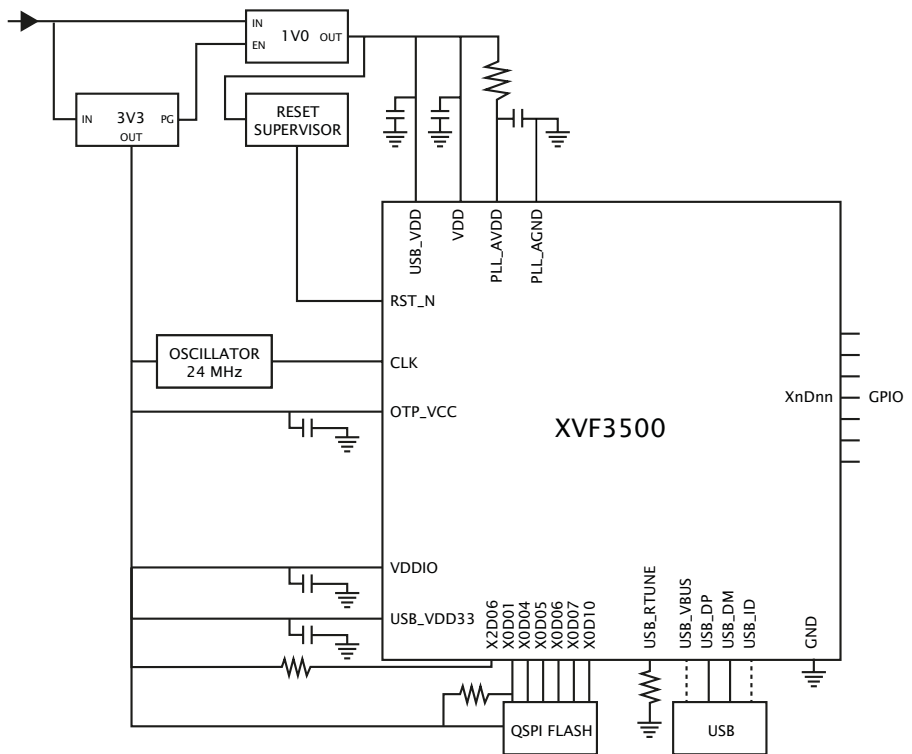 IN
1V0
OUT
EN
IN
3V3
PG
OUT
RESET
SUPERVISOR
USB_VDD
VDD
PLL_AVDD
PLL_AGND
RST_N
OSCILLATOR
24 MHz
CLK
OTP_VCC
XnDnn
GPIO
XVF3500
VDDIO
USB_VDD33
X2D06
X0D01
X0D04
X0D05
X0D06
X0D07
X0D10
USB_RTUNE
USB_VBUS
USB_DP
USB_DM
USB_ID
GND
QSPI FLASH
USB